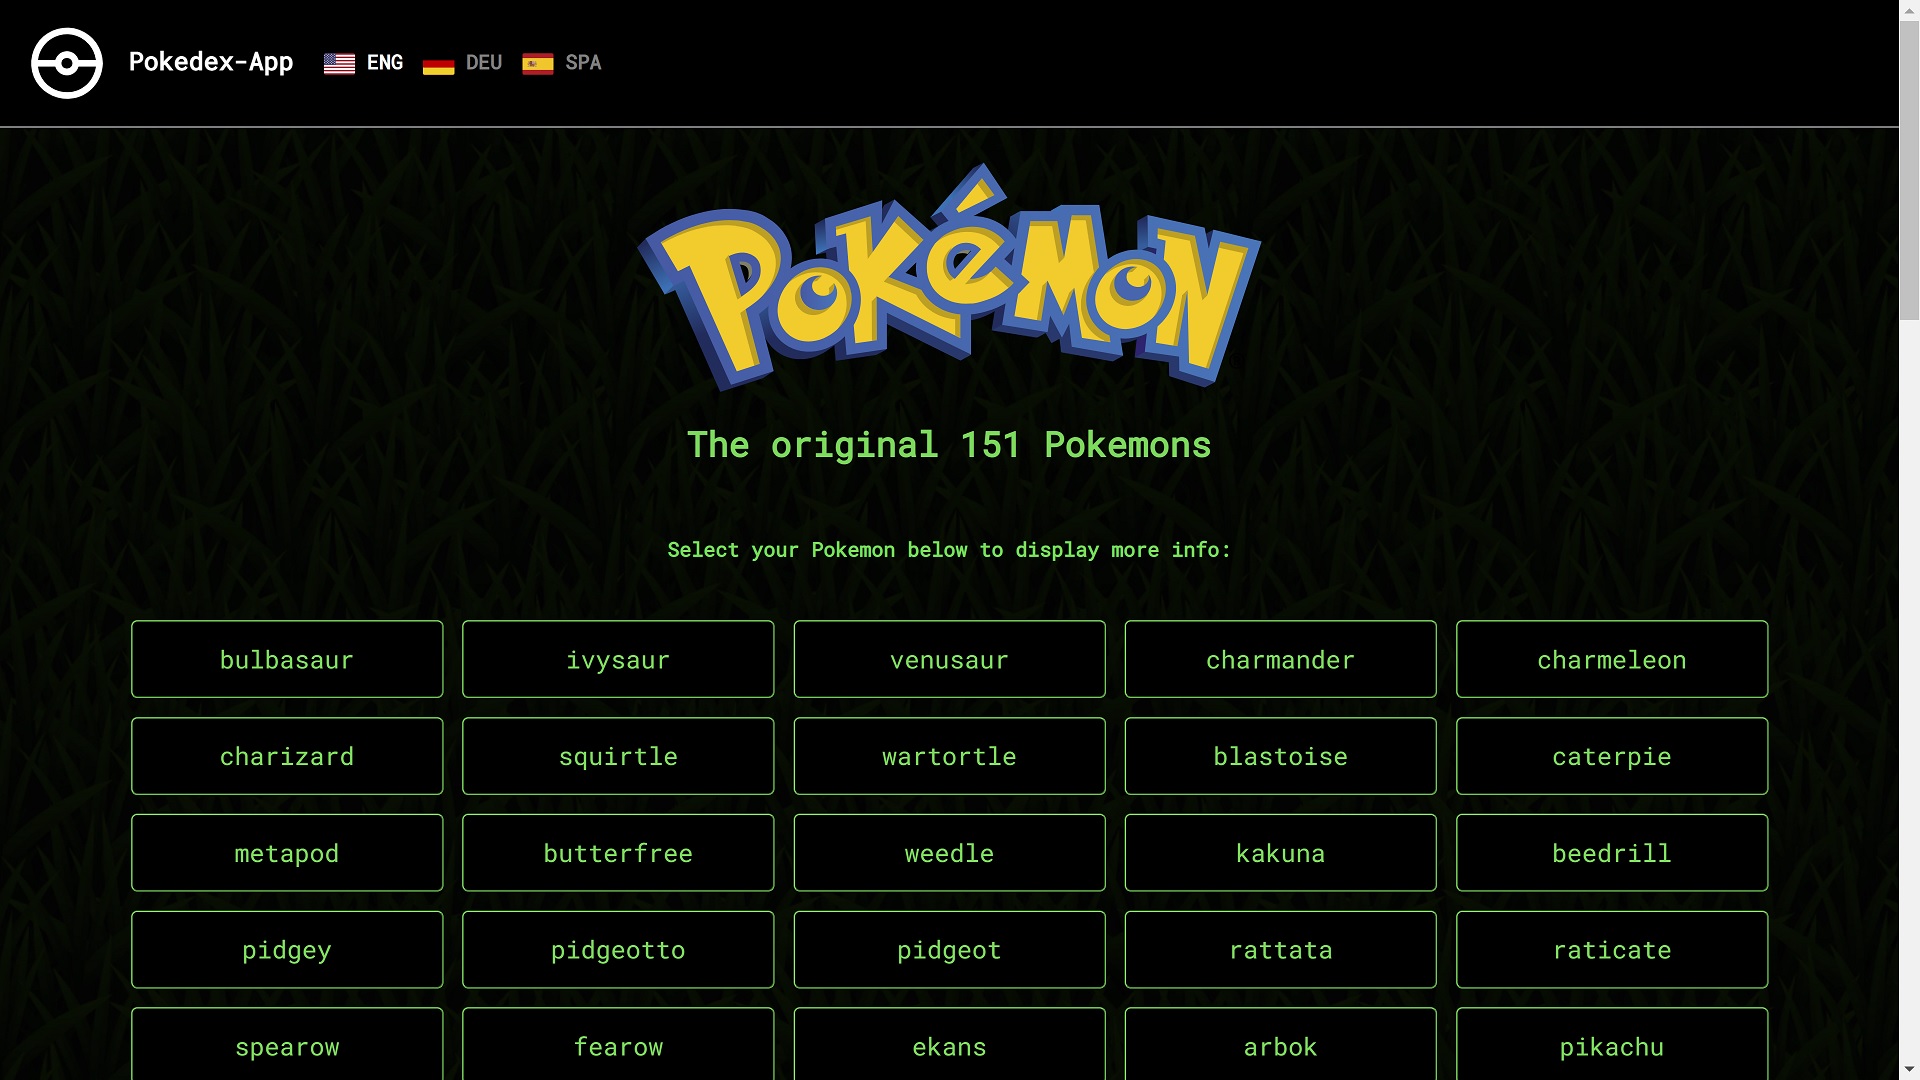 Pokedex-App ENG DEU SPA
POKéMON
The original 151 Pokemons
Select your Pokemon below to display more info:
bulbasaur ivysaur venusaur charmander charmeleon
charizard squirtle wartortle blastoise caterpie
metapod butterfree weedle kakuna beedrill
pidgey pidgeotto pidgeot rattata raticate
spearow fearow ekans arbok pikachu